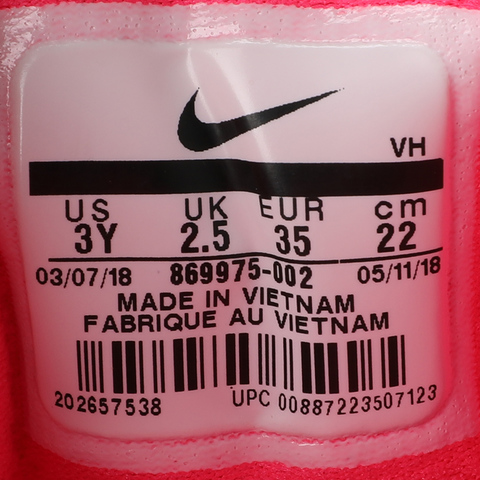 VH
US UK EUR cm
3Y 2.5 35 22
03/07/18 869975-002 05/11/18
MADE IN VIETNAM
FABRIQUE AU VIETNAM
202657538 UPC 00887223507123